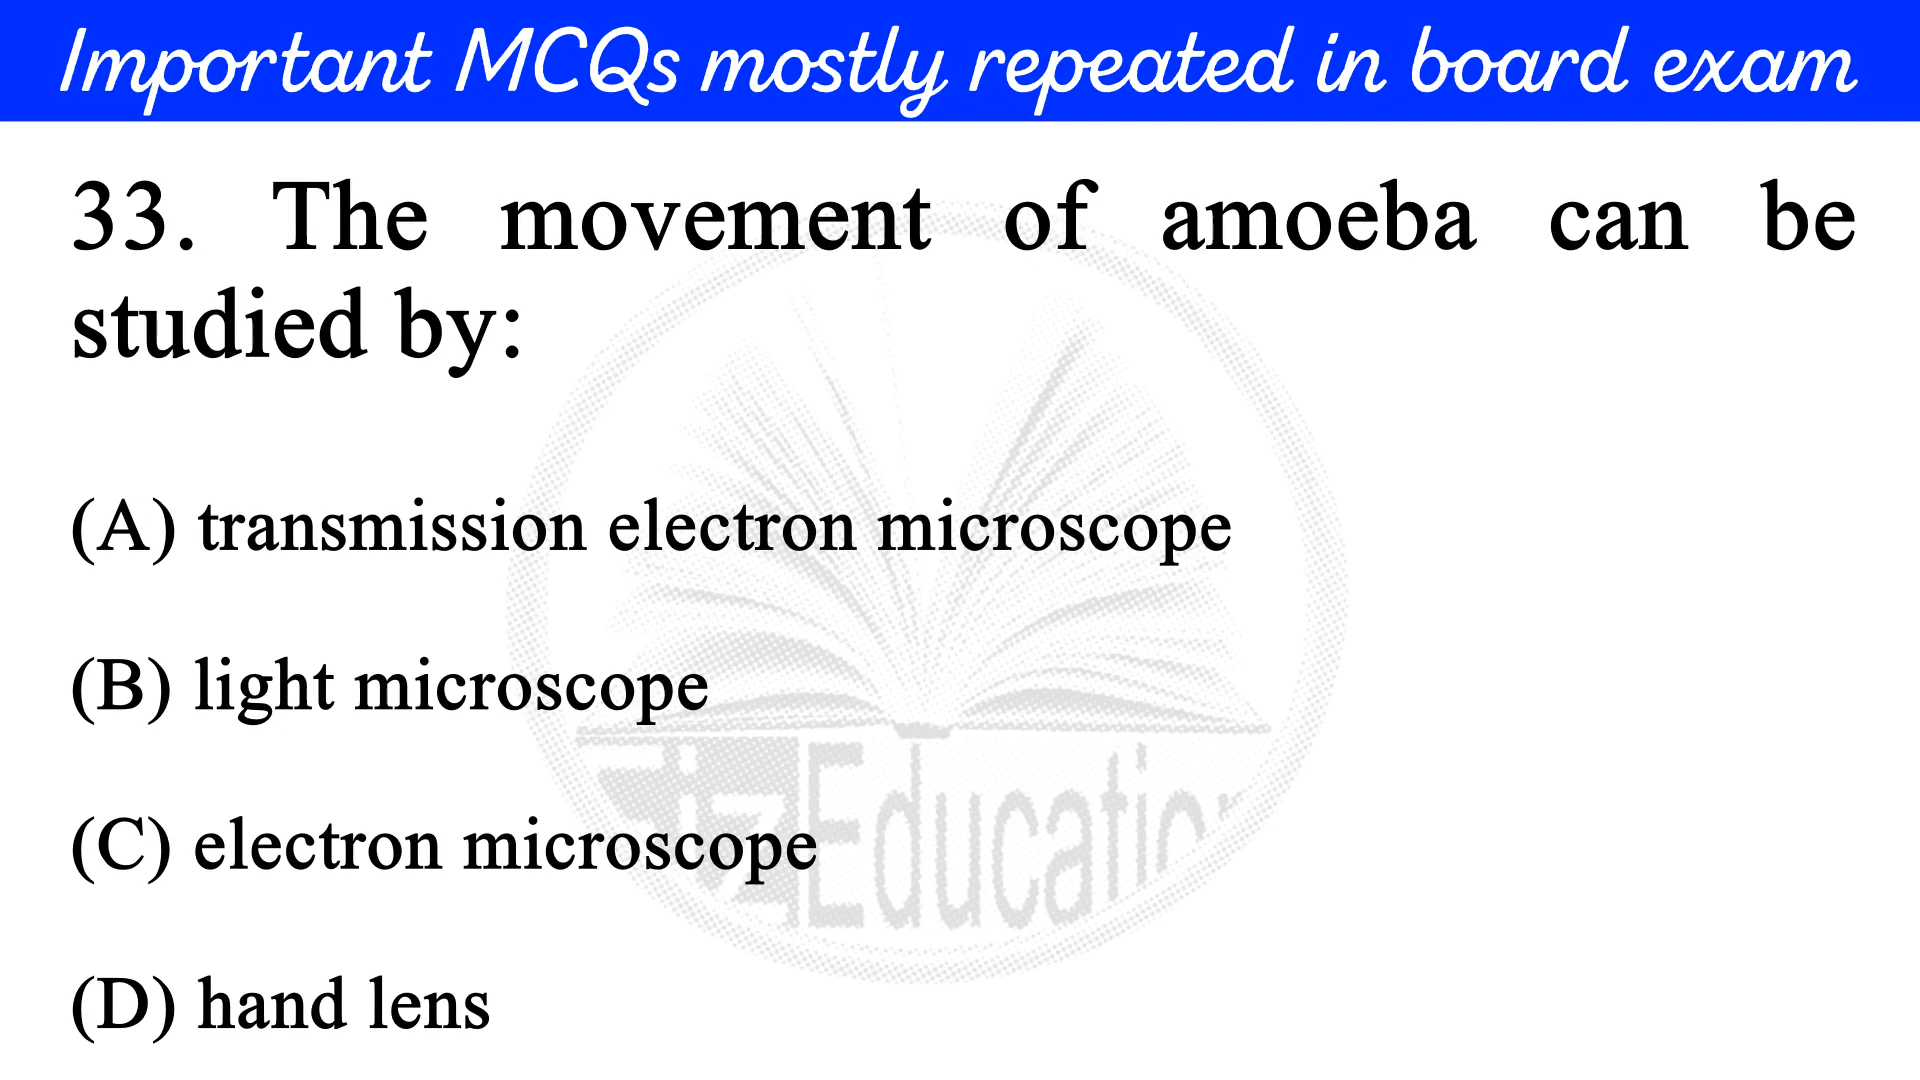 Important MCQs mostly repeated in board exam
33. The movement of amoeba can be
studied by:
(A) transmission electron microscope
(B) light microscope
Education
(C) electron microscope
(D) hand lens